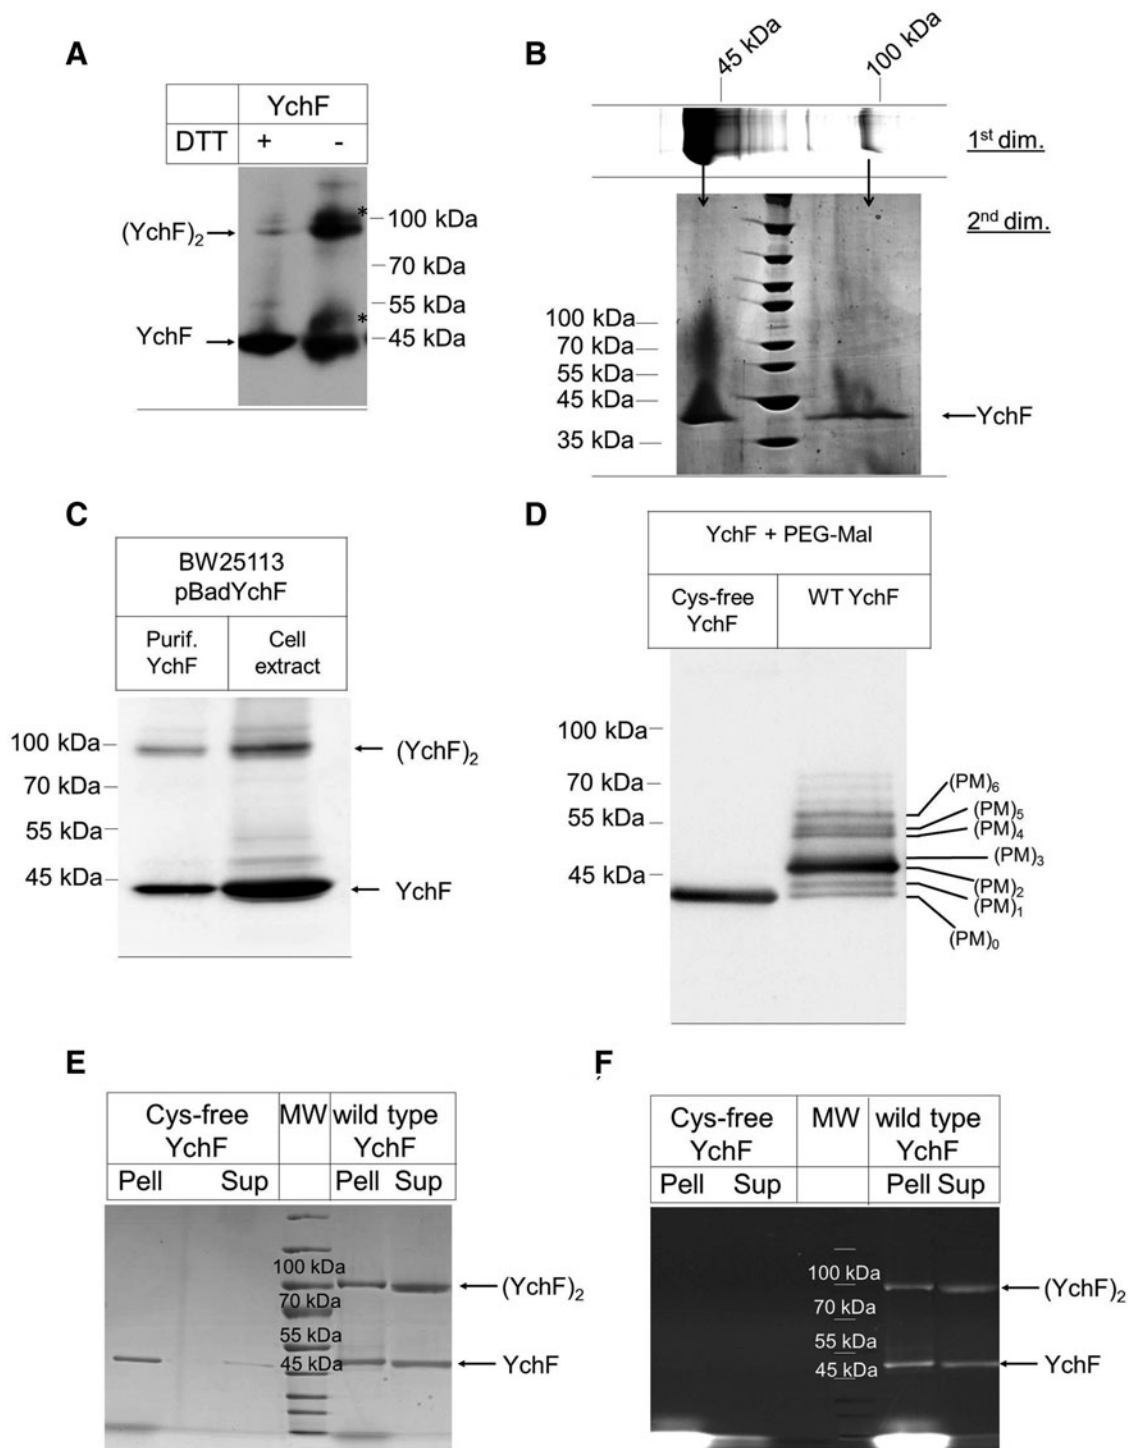 A
YchF
DTT + -
(YchF)2
YchF
*
*
100 kDa
70 kDa
55 kDa
45 kDa
B
45 kDa
100 kDa
1st dim.
2nd dim.
100 kDa
70 kDa
55 kDa
45 kDa
35 kDa
YchF
C
BW25113
pBadYchF
Purif. Cell
YchF extract
100 kDa
70 kDa
55 kDa
45 kDa
(YchF)2
YchF
D
YchF + PEG-Mal
Cys-free WT YchF
YchF
100 kDa
70 kDa
55 kDa
45 kDa
(PM)6
(PM)5
(PM)4
(PM)3
(PM)2
(PM)1
(PM)0
E
Cys-free MW wild type
YchF YchF
Pell Sup Pell Sup
100 kDa
70 kDa
55 kDa
45 kDa
(YchF)2
YchF
F
Cys-free MW wild type
YchF YchF
Pell Sup Pell Sup
100 kDa
70 kDa
55 kDa
45 kDa
(YchF)2
YchF